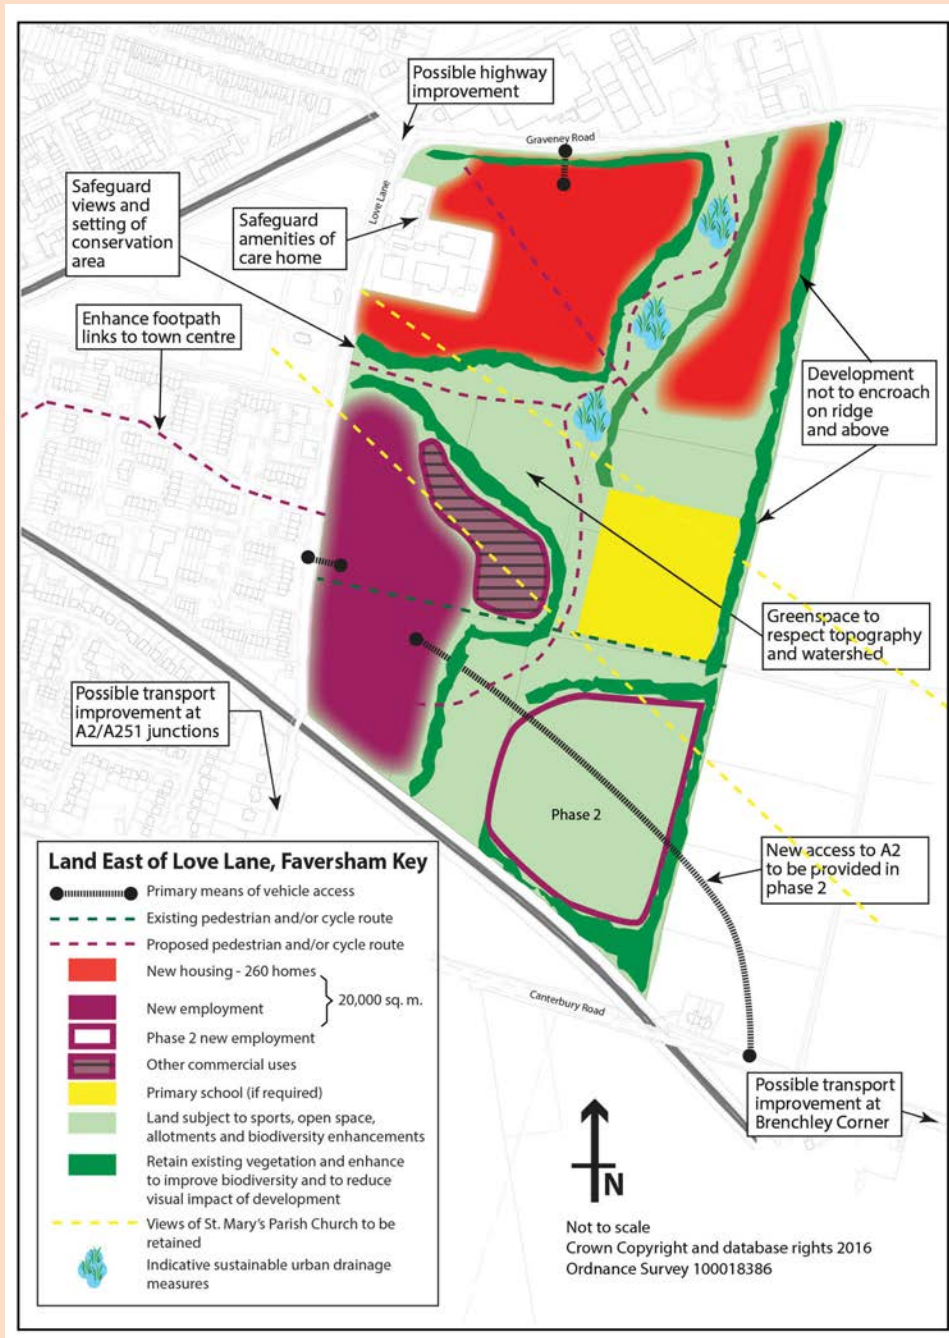 Possible highway
improvement
Graveney Road
Love Lane
Safeguard
views and
setting of
conservation
area
Safeguard
amenities of
care home
Enhance footpath
links to town centre
Development
not to encroach
on ridge
and above
Greenspace to
respect topography
and watershed
Possible transport
improvement at
A2/A251 junctions
Phase 2
New access to A2
to be provided in
phase 2
Canterbury Road
Possible transport
improvement at
Brenchley Corner
Land East of Love Lane, Faversham Key
Primary means of vehicle access
Existing pedestrian and/or cycle route
Proposed pedestrian and/or cycle route
New housing - 260 homes
New employment
20,000 sq. m.
Phase 2 new employment
Other commercial uses
Primary school (if required)
Land subject to sports, open space,
allotments and biodiversity enhancements
Retain existing vegetation and enhance
to improve biodiversity and to reduce
visual impact of development
Views of St. Mary's Parish Church to be
retained
Indicative sustainable urban drainage
measures
N
Not to scale
Crown Copyright and database rights 2016
Ordnance Survey 100018386